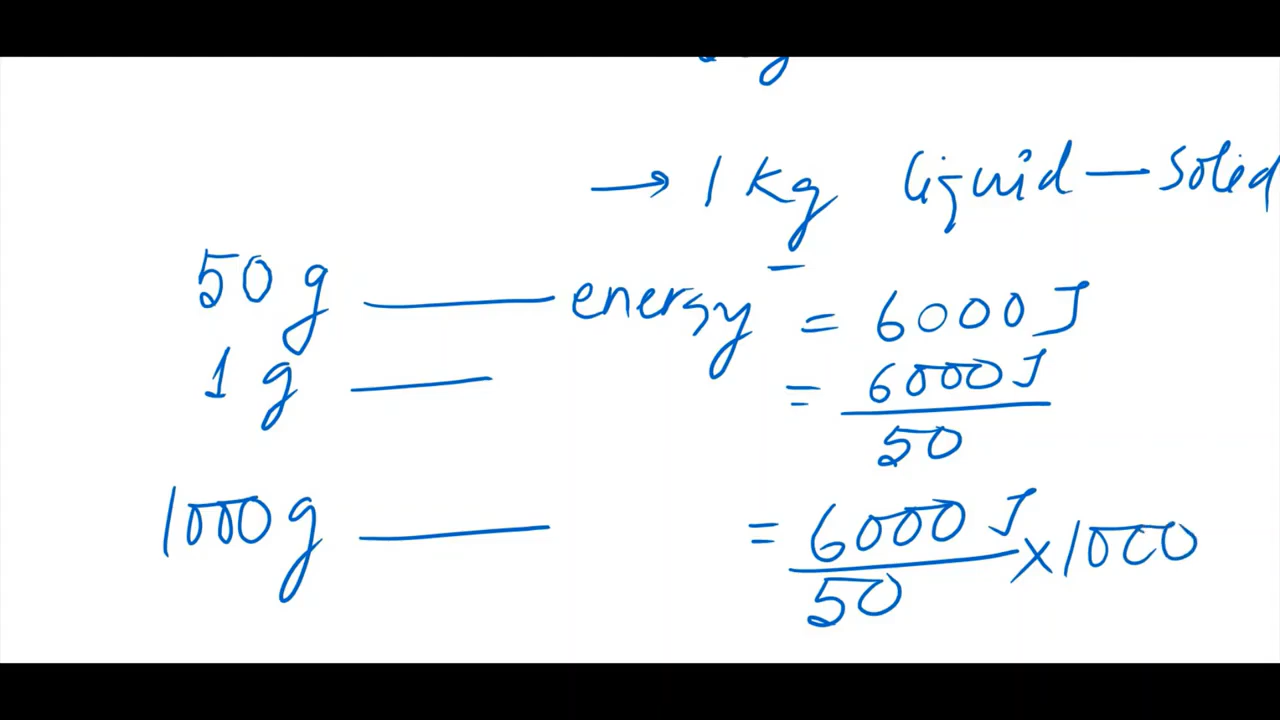 → 1 Kg liquid — Solid
50 g — energy = 6000 J
1 g — = 6000 J / 50
1000 g — = 6000 J / 50 × 1000